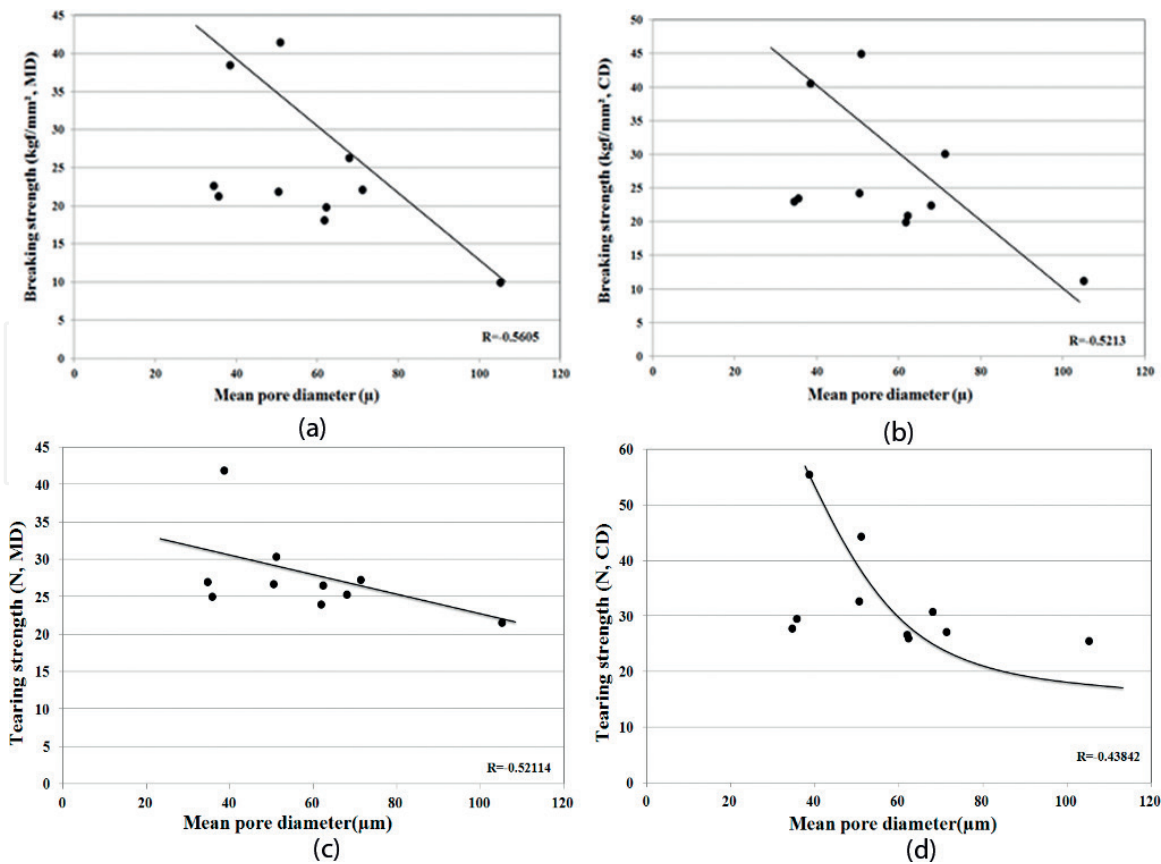 Breaking strength (kgf/mm², MD)
45
40
35
30
25
20
15
10
5
0
0 20 40 60 80 100 120
R=-0.5605
Mean pore diameter (µ)
(a)
Breaking strength (kgf/mm², CD)
50
45
40
35
30
25
20
15
10
5
0
0 20 40 60 80 100 120
R=-0.5213
Mean pore diameter (µ)
(b)
Tearing strength (N, MD)
45
40
35
30
25
20
15
10
5
0
0 20 40 60 80 100 120
R=-0.52114
Mean pore diameter(µm)
(c)
Tearing strength (N, CD)
60
50
40
30
20
10
0
0 20 40 60 80 100 120
R=-0.43842
Mean pore diameter(µm)
(d)